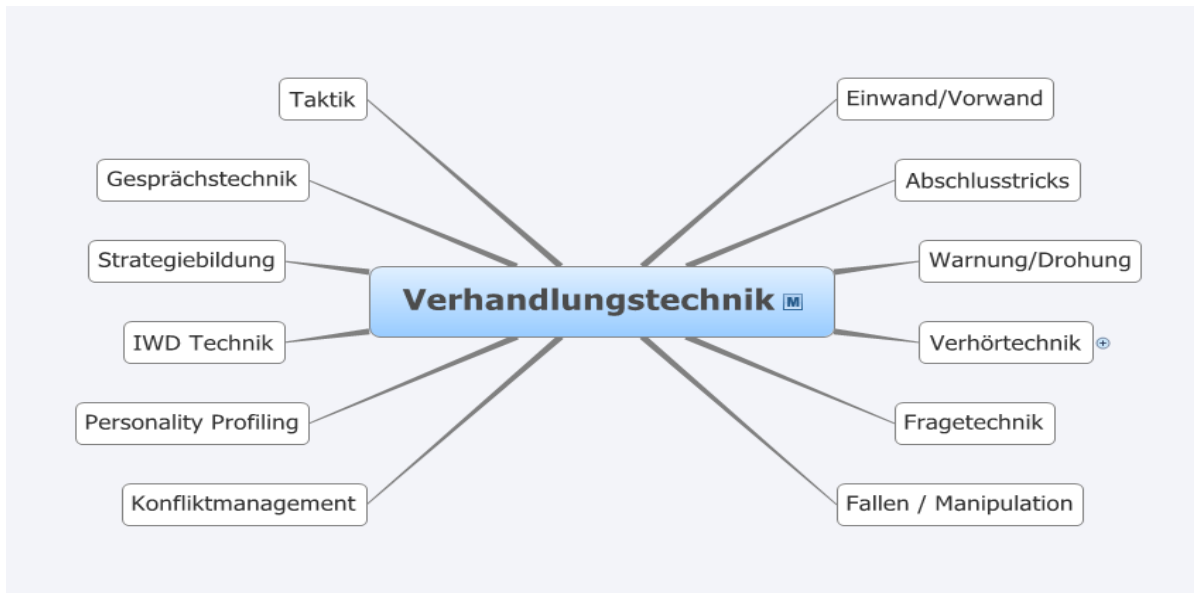 Taktik
Gesprächstechnik
Strategiebildung
IWD Technik
Personality Profiling
Konfliktmanagement
Verhandlungstechnik M
Einwand/Vorwand
Abschlusstricks
Warnung/Drohung
Verhörtechnik
Fragetechnik
Fallen / Manipulation